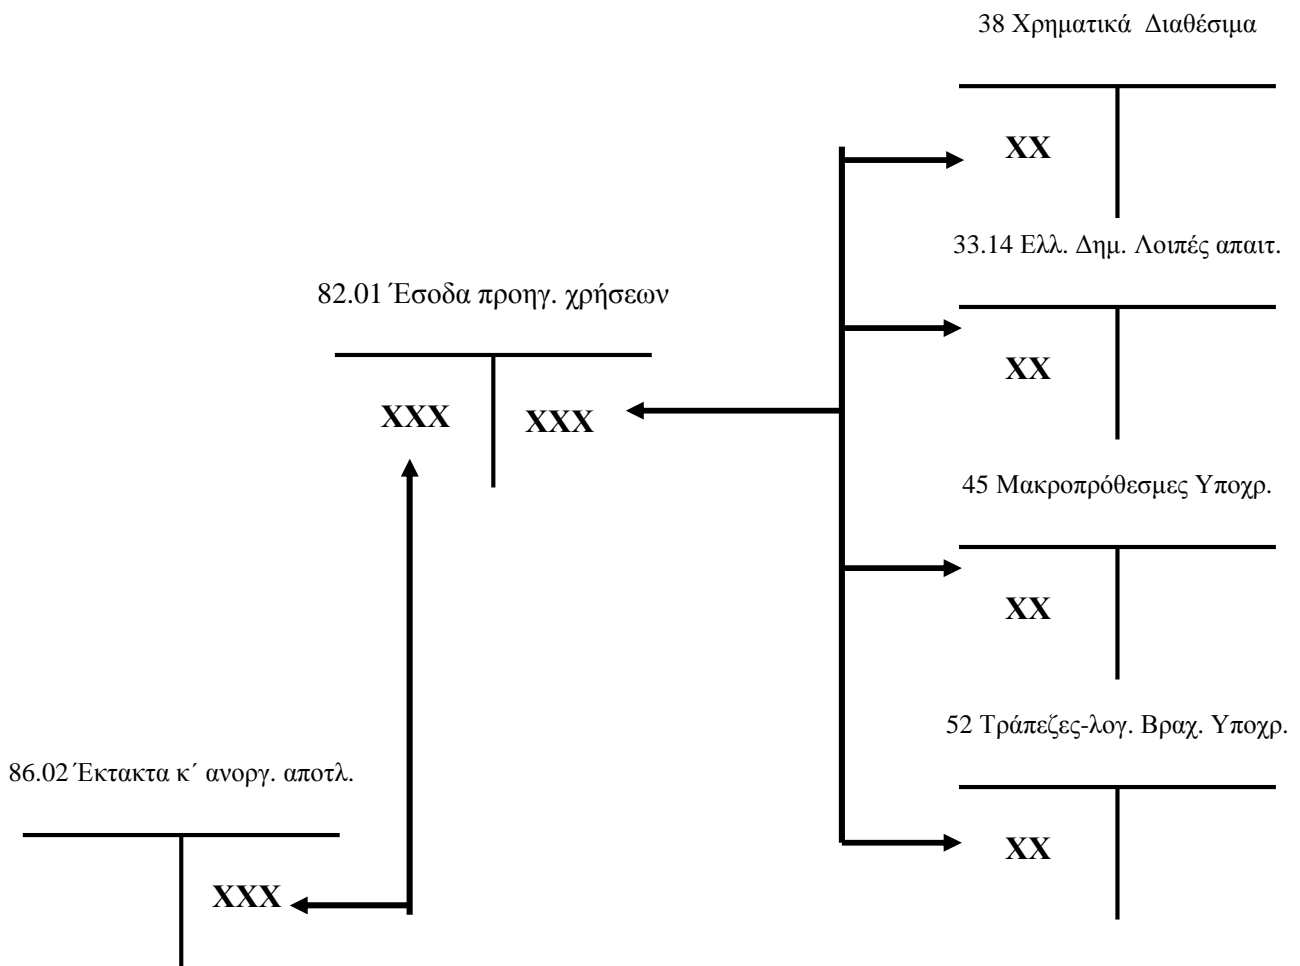 38 Χρηματικά Διαθέσιμα
XX
33.14 Ελλ. Δημ. Λοιπές απαιτ.
82.01 Έσοδα προηγ. χρήσεων
XX
XXX XXX
45 Μακροπρόθεσμες Υποχρ.
XX
52 Τράπεζες-λογ. Βραχ. Υποχρ.
86.02 Έκτακτα κ΄ ανοργ. αποτλ.
XX
XXX